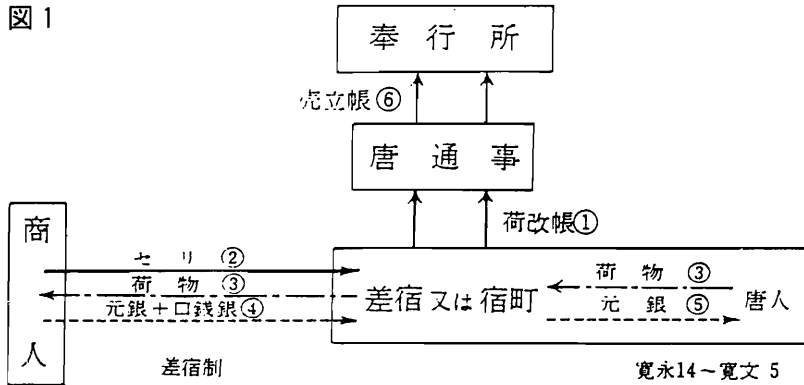 図1
奉行所
売立帳⑥
唐通事
荷改帳①
商人
セリ ②
荷物 ③
元銀+口銭銀④
差宿又は宿町
荷物 ③
元銀 ⑤
唐人
差宿制
寛永14~寛文5